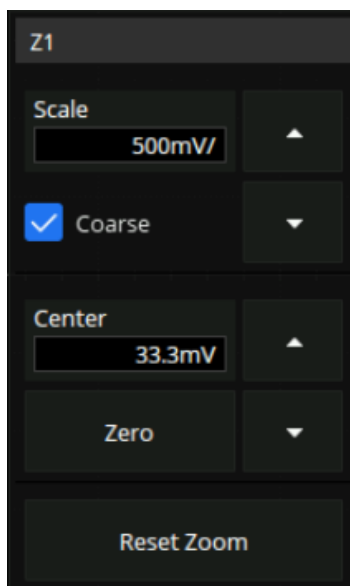 Z1
Scale
500mV/
Coarse
Center
33.3mV
Zero
Reset Zoom